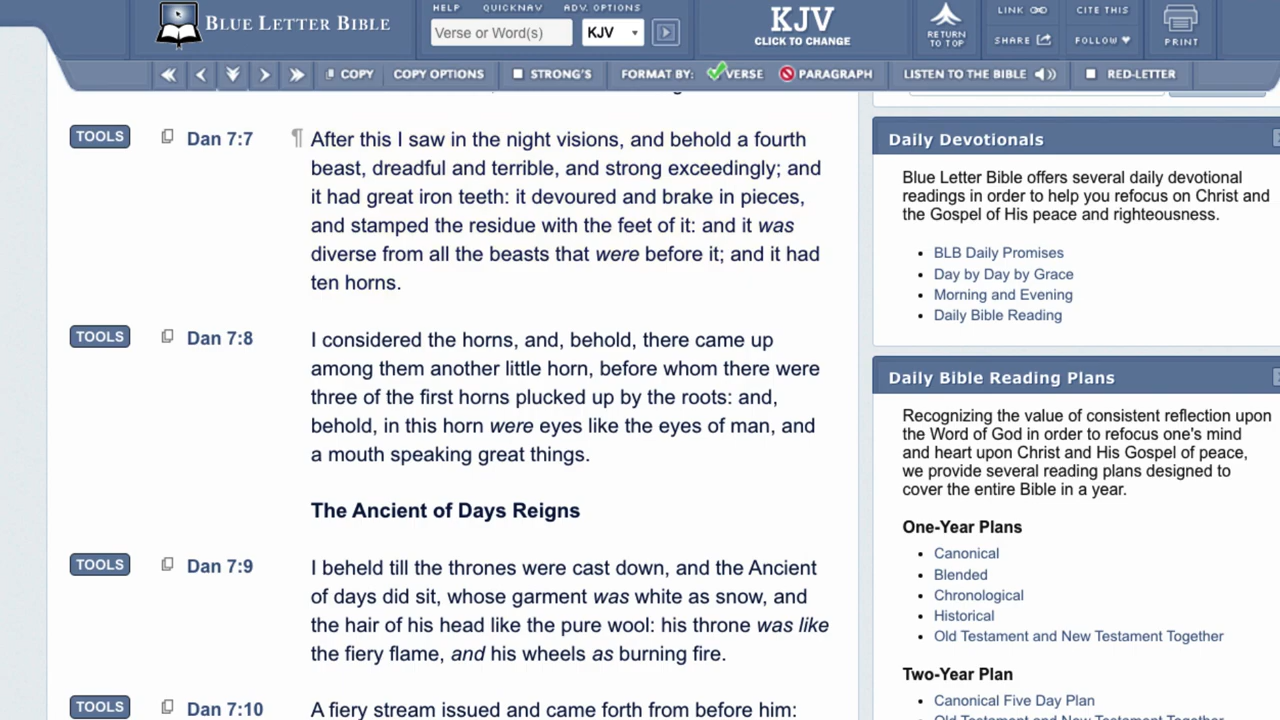 BLUE LETTER BIBLE
HELP QUICKNAV ADV. OPTIONS
Verse or Word(s)
KJV
KJV
CLICK TO CHANGE
RETURN
TO TOP
LINK
SHARE
CITE THIS
FOLLOW
PRINT
COPY COPY OPTIONS STRONG'S FORMAT BY: VERSE PARAGRAPH LISTEN TO THE BIBLE RED-LETTER
TOOLS Dan 7:7 ¶ After this I saw in the night visions, and behold a fourth
beast, dreadful and terrible, and strong exceedingly; and
it had great iron teeth: it devoured and brake in pieces,
and stamped the residue with the feet of it: and it was
diverse from all the beasts that were before it; and it had
ten horns.
TOOLS Dan 7:8 I considered the horns, and, behold, there came up
among them another little horn, before whom there were
three of the first horns plucked up by the roots: and,
behold, in this horn were eyes like the eyes of man, and
a mouth speaking great things.
The Ancient of Days Reigns
TOOLS Dan 7:9 I beheld till the thrones were cast down, and the Ancient
of days did sit, whose garment was white as snow, and
the hair of his head like the pure wool: his throne was like
the fiery flame, and his wheels as burning fire.
TOOLS Dan 7:10 A fiery stream issued and came forth from before him:
Daily Devotionals
Blue Letter Bible offers several daily devotional
readings in order to help you refocus on Christ and
the Gospel of His peace and righteousness.
• BLB Daily Promises
• Day by Day by Grace
• Morning and Evening
• Daily Bible Reading
Daily Bible Reading Plans
Recognizing the value of consistent reflection upon
the Word of God in order to refocus one's mind
and heart upon Christ and His Gospel of peace,
we provide several reading plans designed to
cover the entire Bible in a year.
One-Year Plans
• Canonical
• Blended
• Chronological
• Historical
• Old Testament and New Testament Together
Two-Year Plan
• Canonical Five Day Plan
• Old Testament and New Testament Together